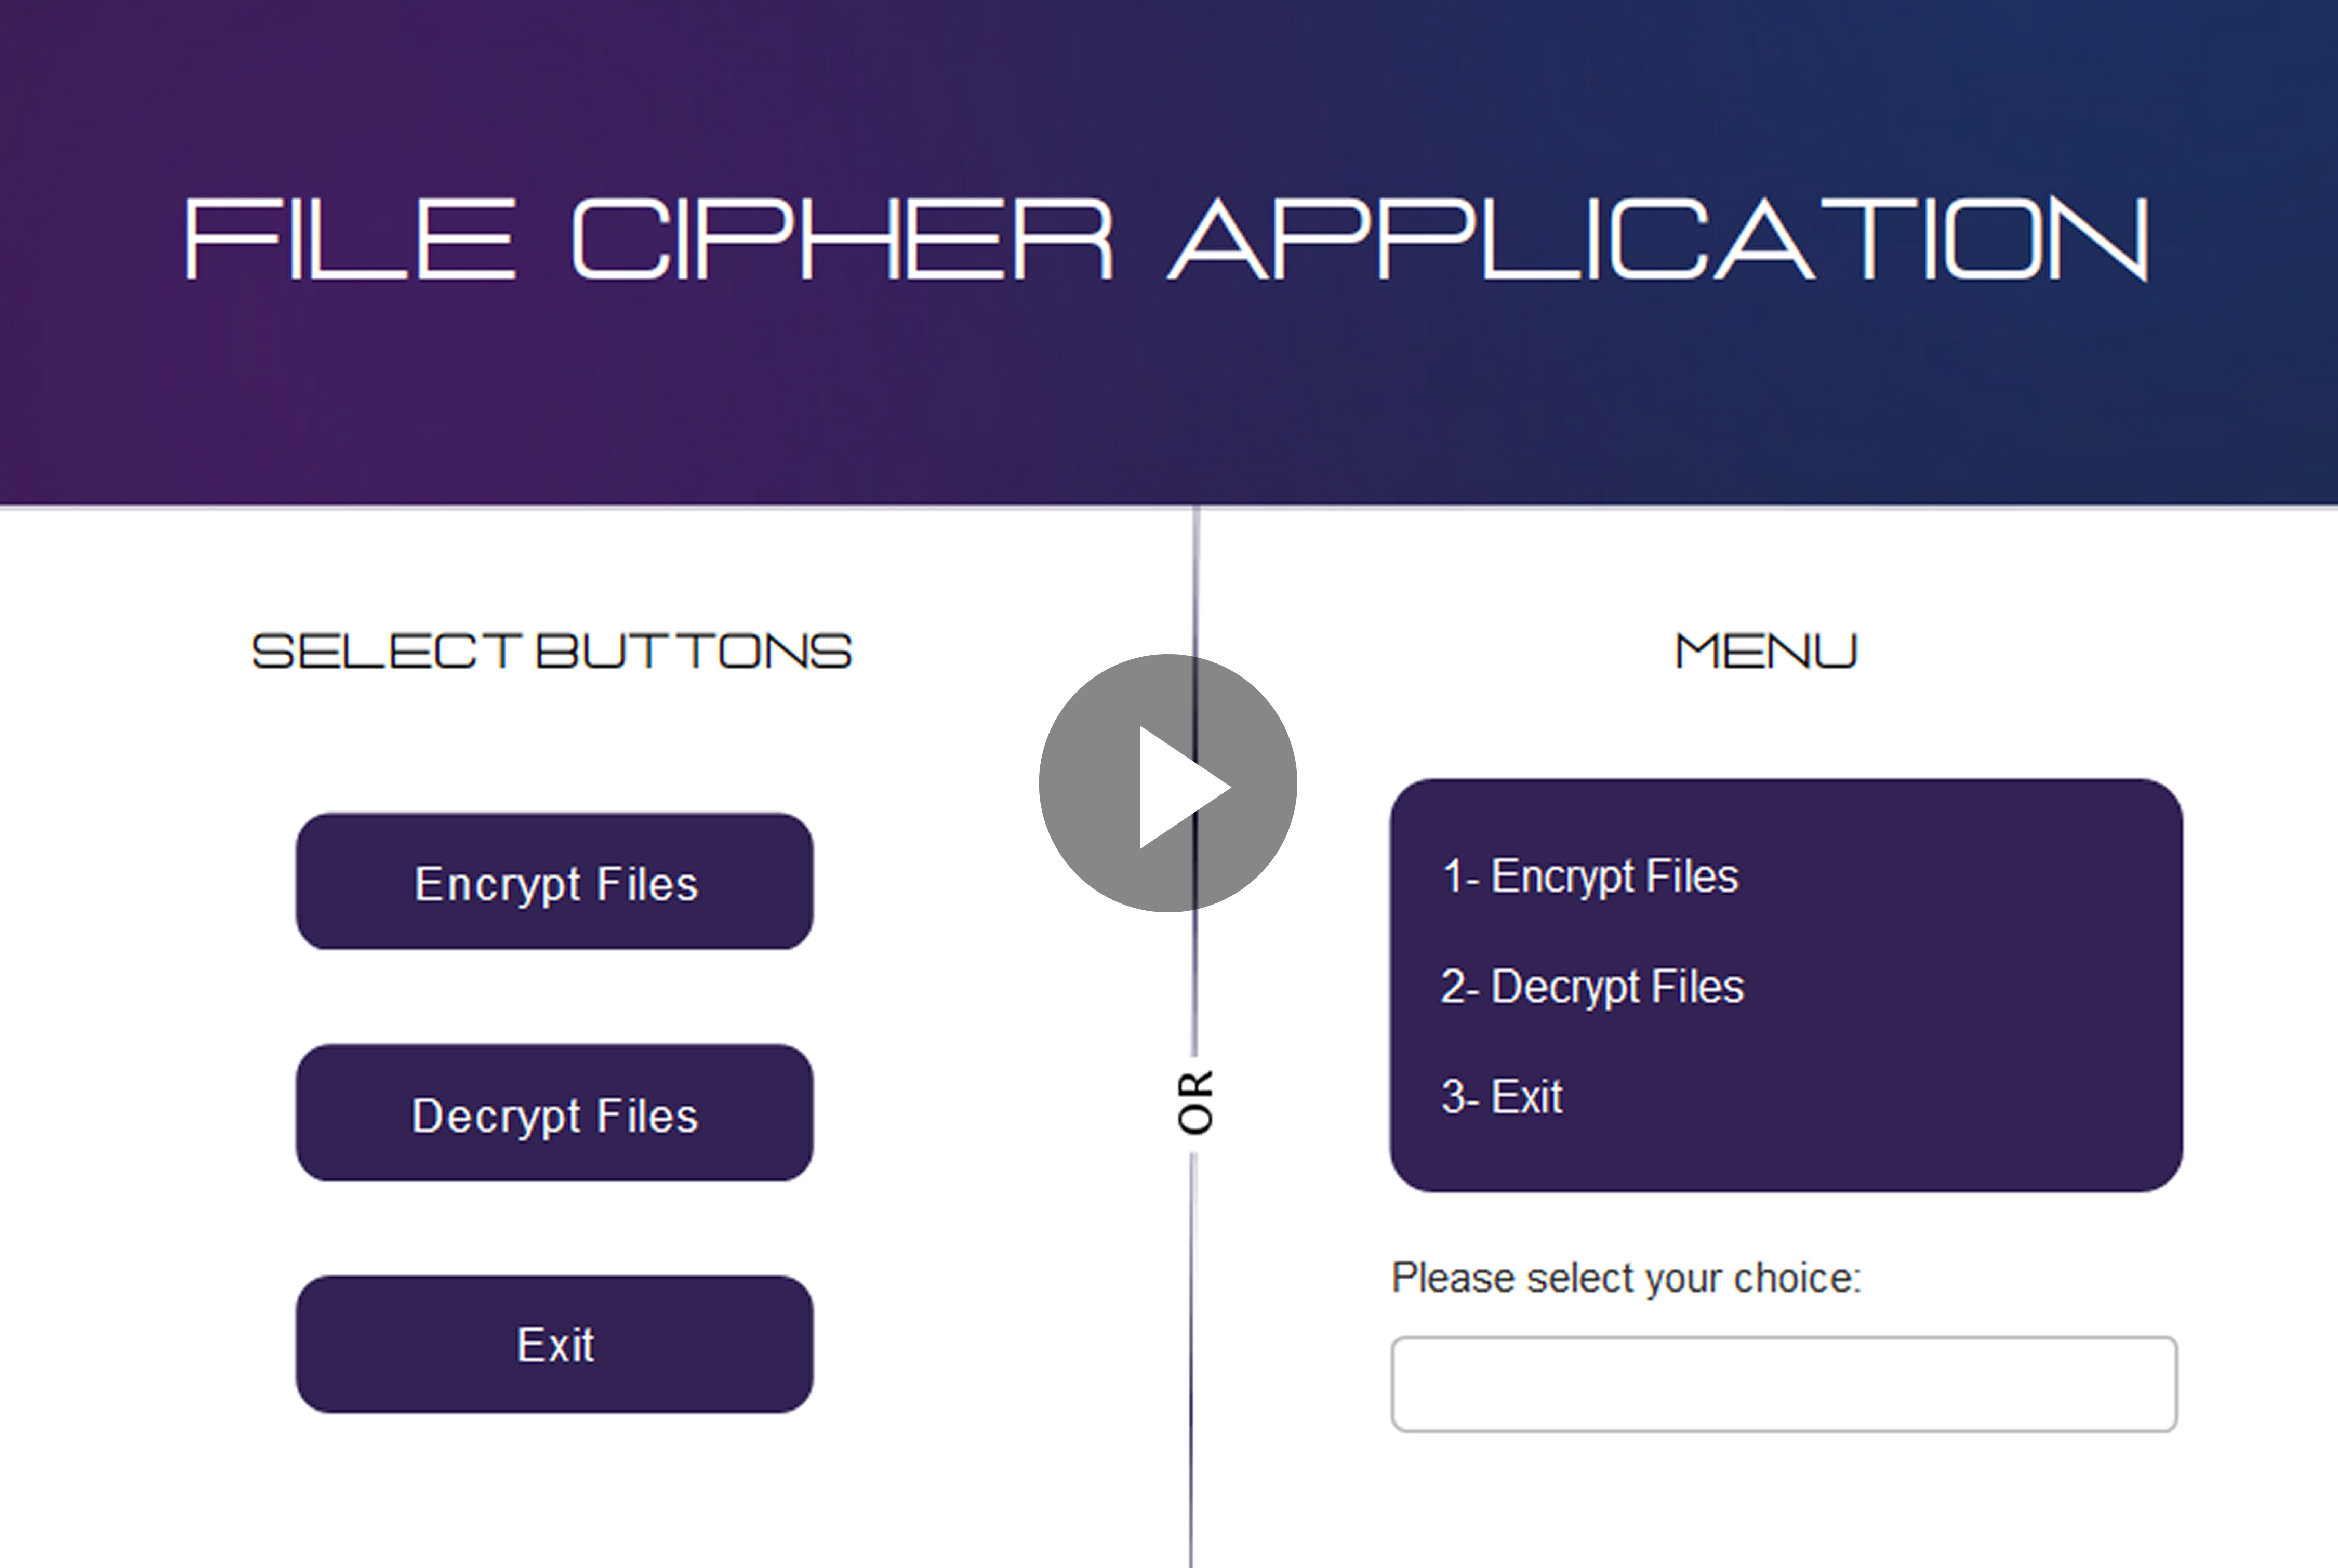 FILE CIPHER APPLICATION
SELECT BUTTONS
Encrypt Files
Decrypt Files
Exit
OR
MENU
1- Encrypt Files
2- Decrypt Files
3- Exit
Please select your choice: